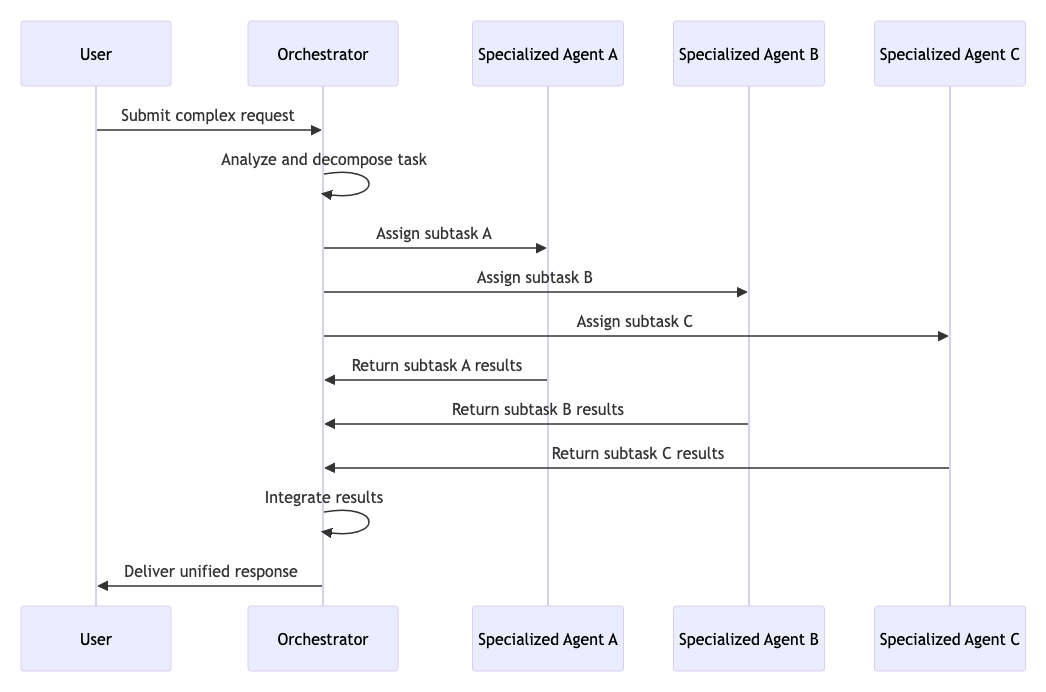 User
Orchestrator
Specialized Agent A
Specialized Agent B
Specialized Agent C
Submit complex request
Analyze and decompose task
Assign subtask A
Assign subtask B
Assign subtask C
Return subtask A results
Return subtask B results
Return subtask C results
Integrate results
Deliver unified response
User
Orchestrator
Specialized Agent A
Specialized Agent B
Specialized Agent C